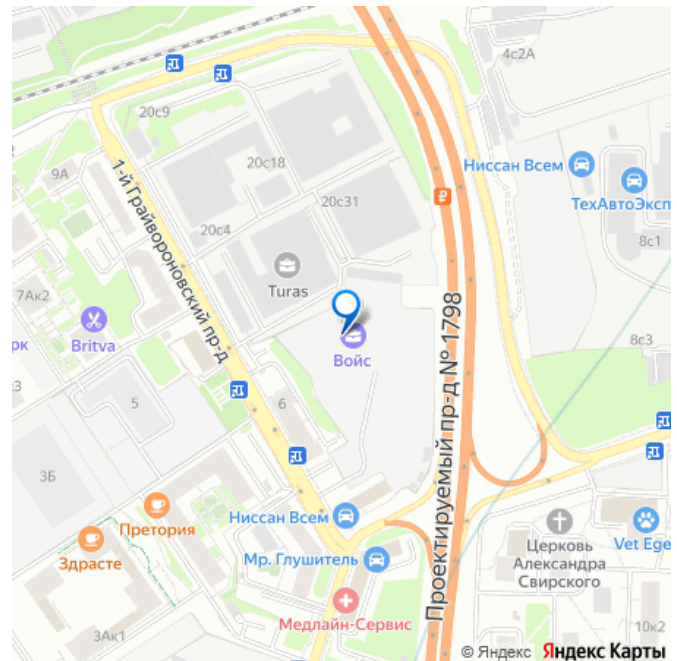 4с2А
20с9
20с18
Ниссан Всем
9А
1-й Грайвороновский пр-д
20с31
ТехАвтоЭксп
20с4
8с1
Turas
7Ак2
Проектируемый пр-д № 1798
рк
Britva
Войс
8с3
5
6
3Б
Претория
Ниссан Всем
Здрасте
Мр. Глушитель
Церковь
Александра
Свирского
Vet Ege
Медлайн-Сервис
10к2
3Ак1
© Яндекс Яндекс Карты